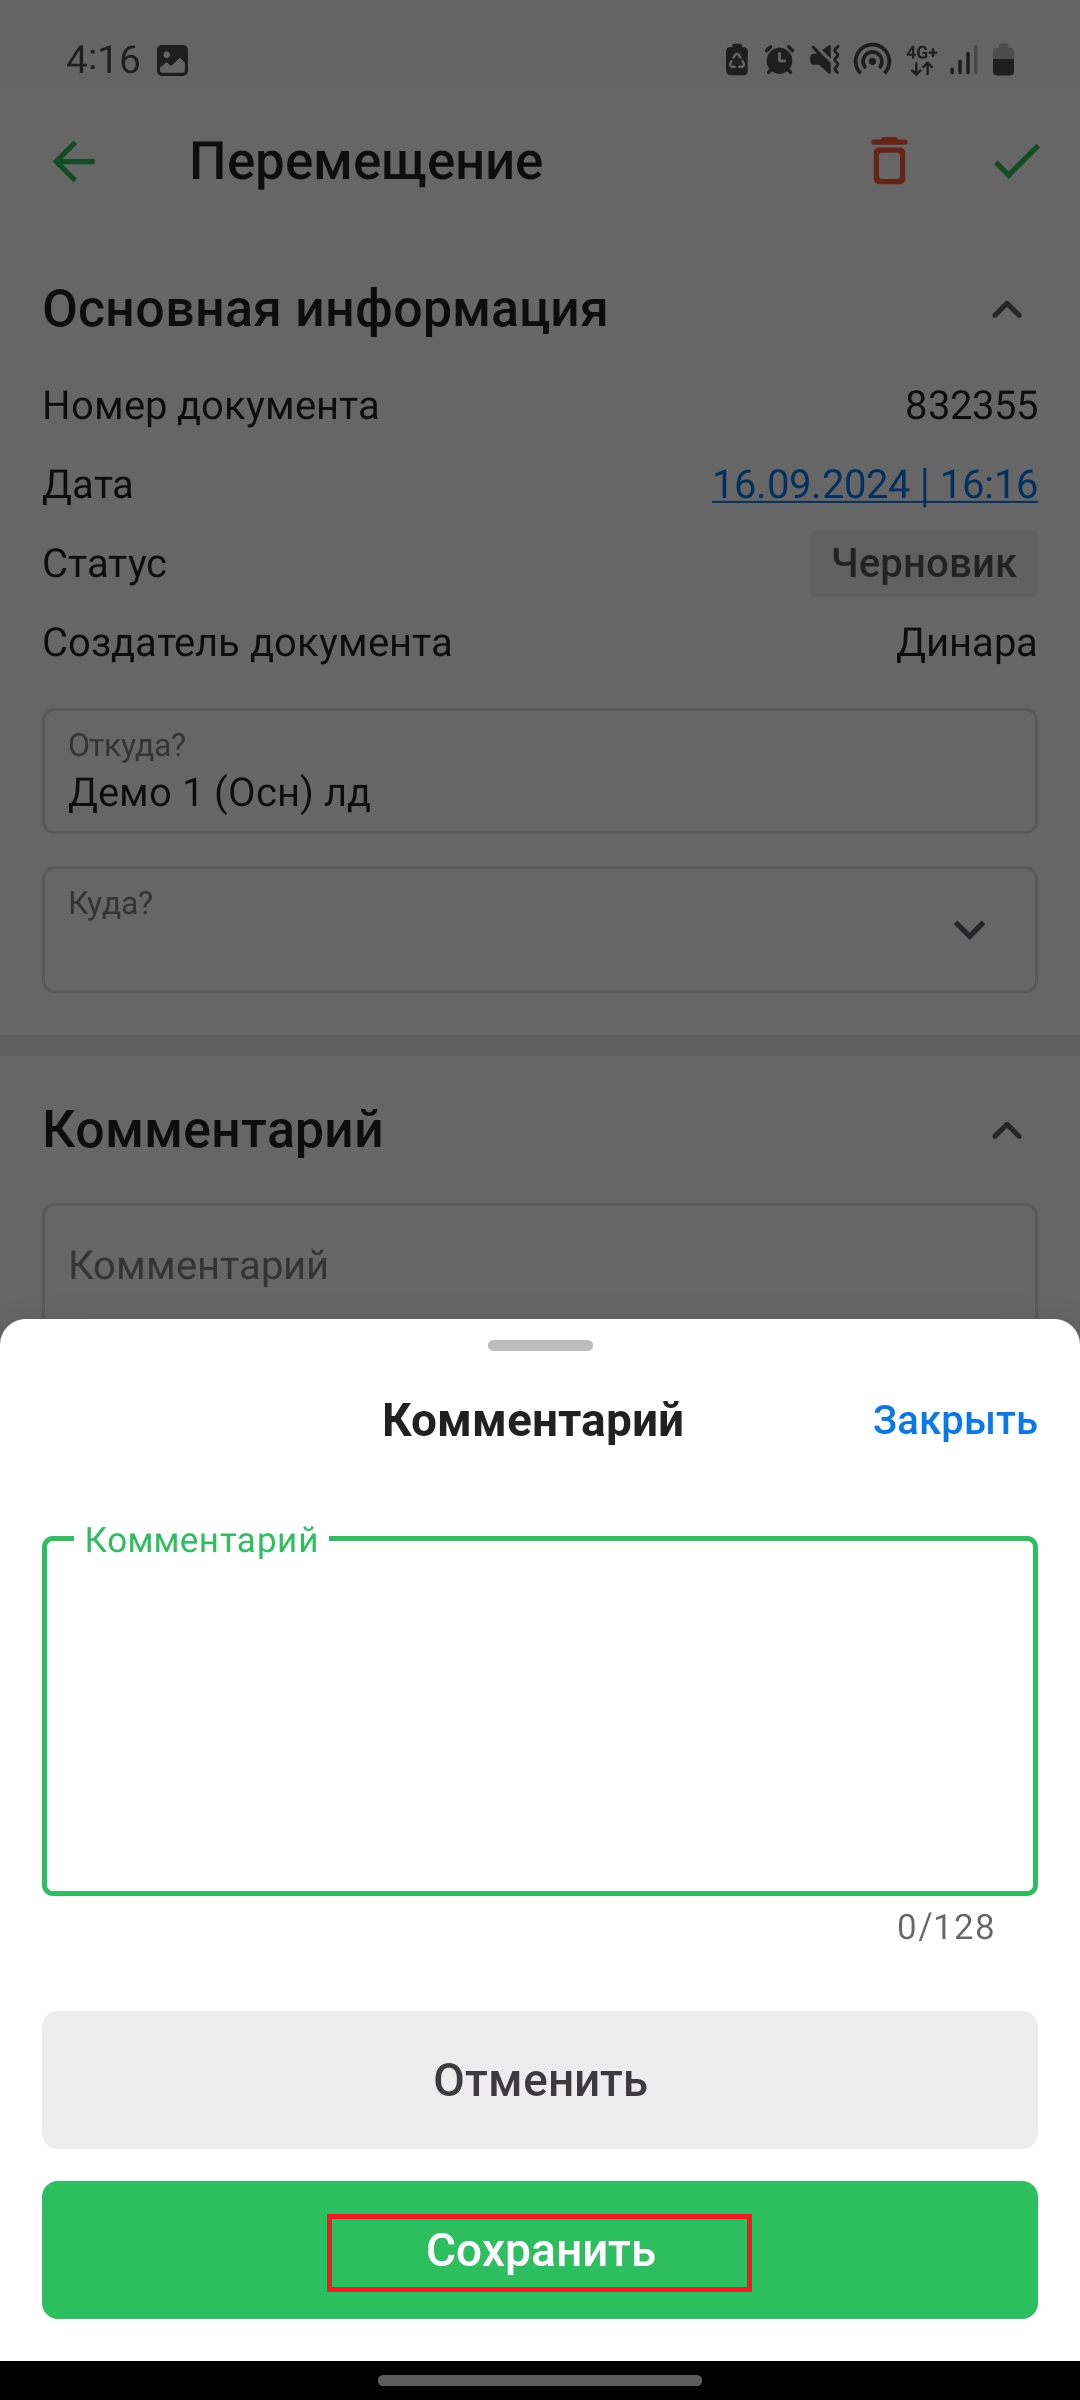 4:16
4G+
Перемещение
Основная информация
Номер документа 832355
Дата 16.09.2024 | 16:16
Статус Черновик
Создатель документа Динара
Откуда?
Демо 1 (Осн) лд
Куда?
Комментарий
Комментарий
Комментарий Закрыть
Комментарий
0/128
Отменить
Сохранить